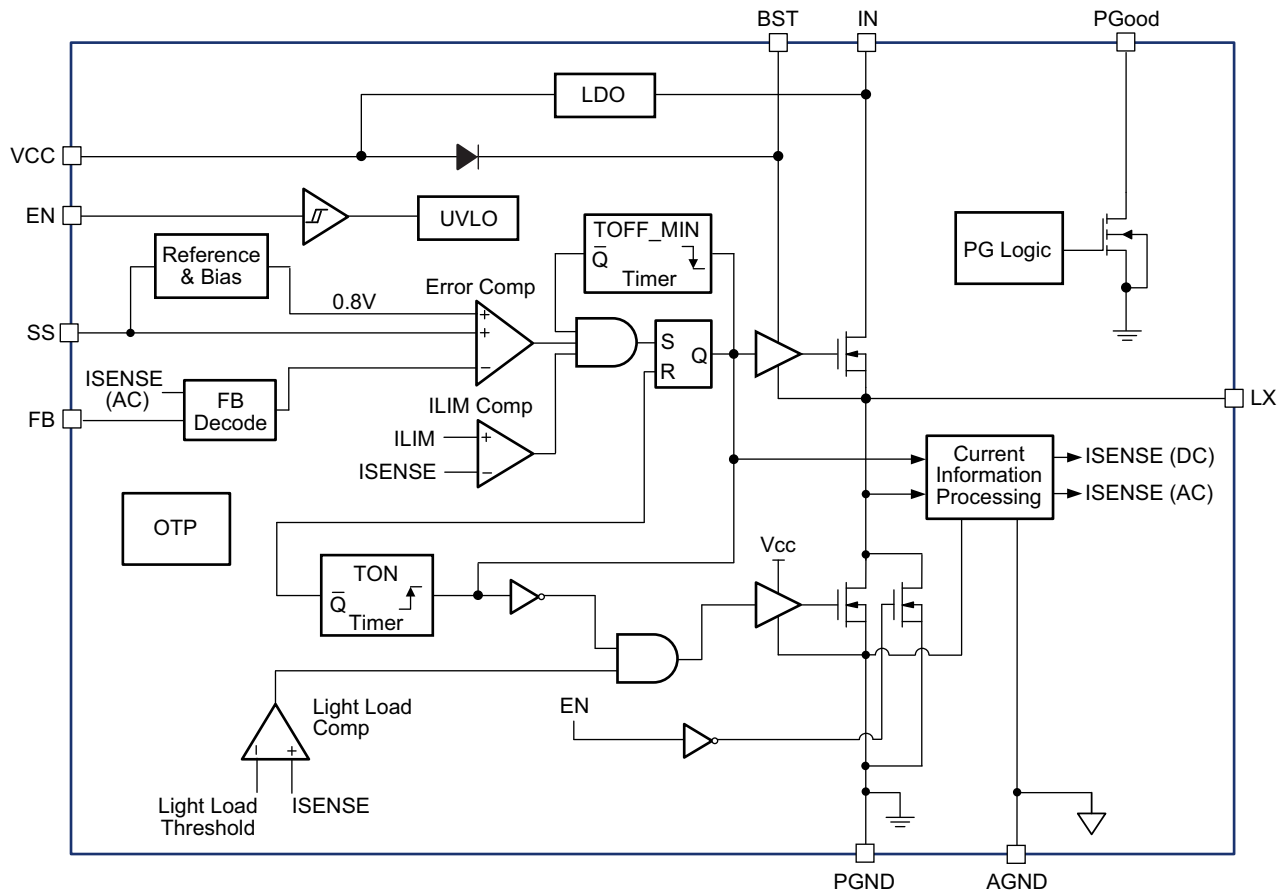 BST
IN
PGood
LDO
VCC
EN
UVLO
TOFF_MIN
Q̅
Timer
PG Logic
Reference
& Bias
0.8V
Error Comp
+
+
−
SS
S
R
Q
ISENSE
(AC)
FB
FB
Decode
ILIM Comp
ILIM
+
ISENSE
−
LX
Current
Information
Processing
ISENSE (DC)
ISENSE (AC)
OTP
Vcc
TON
Q̅
Timer
Light Load
Comp
−
+
EN
Light Load
Threshold
ISENSE
PGND
AGND